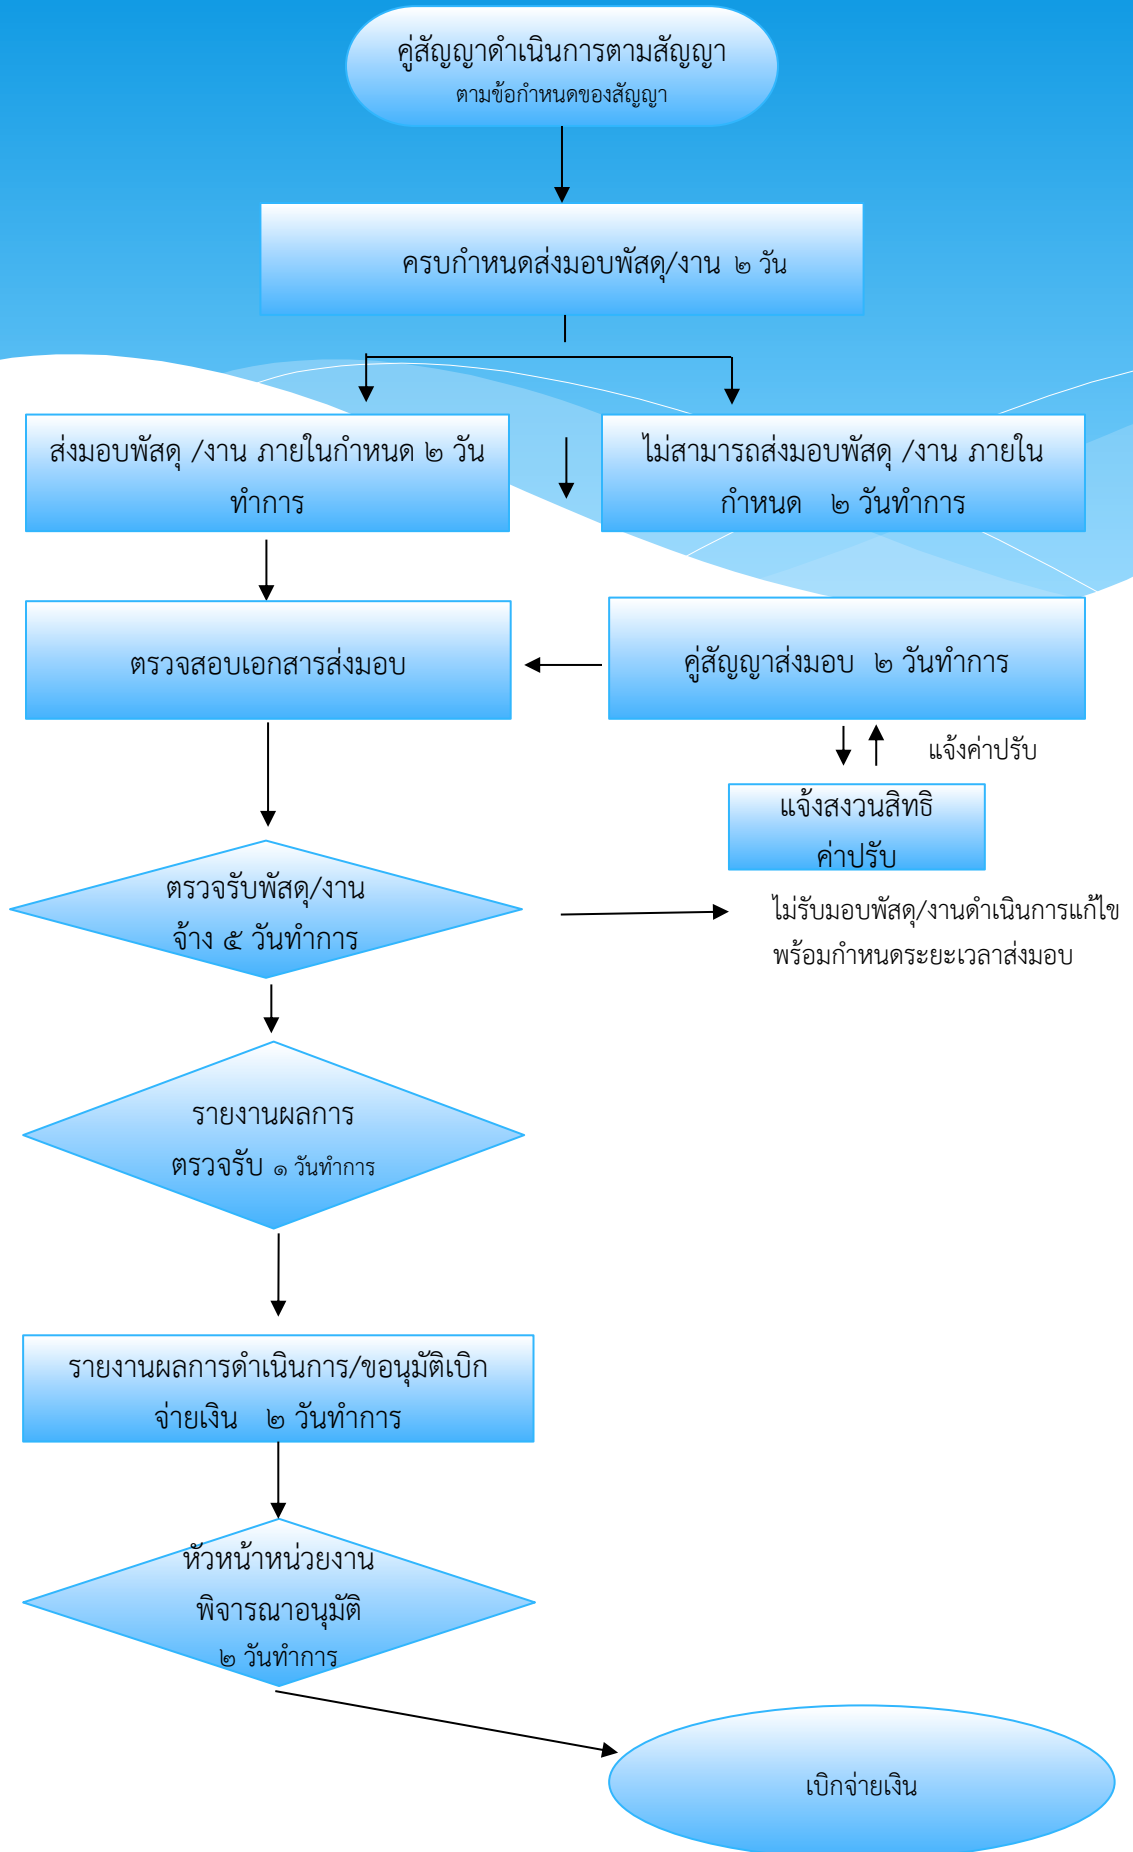 คู่สัญญาดำเนินการตามสัญญา
ตามข้อกำหนดของสัญญา
ครบกำหนดส่งมอบพัสดุ/งาน ๒ วัน
ส่งมอบพัสดุ /งาน ภายในกำหนด ๒ วัน
ทำการ
ไม่สามารถส่งมอบพัสดุ /งาน ภายใน
กำหนด ๒ วันทำการ
ตรวจสอบเอกสารส่งมอบ
คู่สัญญาส่งมอบ ๒ วันทำการ
แจ้งค่าปรับ
แจ้งสงวนสิทธิ
ค่าปรับ
ตรวจรับพัสดุ/งาน
จ้าง ๕ วันทำการ
ไม่รับมอบพัสดุ/งานดำเนินการแก้ไข
พร้อมกำหนดระยะเวลาส่งมอบ
รายงานผลการ
ตรวจรับ ๑ วันทำการ
รายงานผลการดำเนินการ/ขอนุมัติเบิก
จ่ายเงิน ๒ วันทำการ
หัวหน้าหน่วยงาน
พิจารณาอนุมัติ
๒ วันทำการ
เบิกจ่ายเงิน